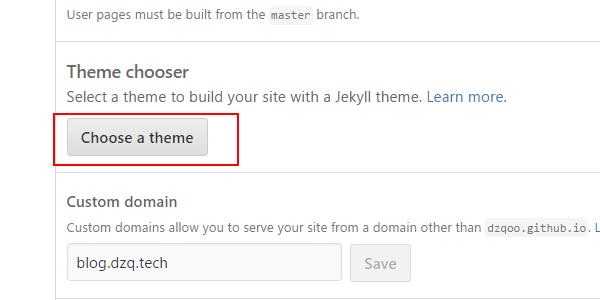 User pages must be built from the master branch.
Theme chooser
Select a theme to build your site with a Jekyll theme. Learn more.
Choose a theme
Custom domain
Custom domains allow you to serve your site from a domain other than dzqoo.github.io.
blog.dzq.tech
Save